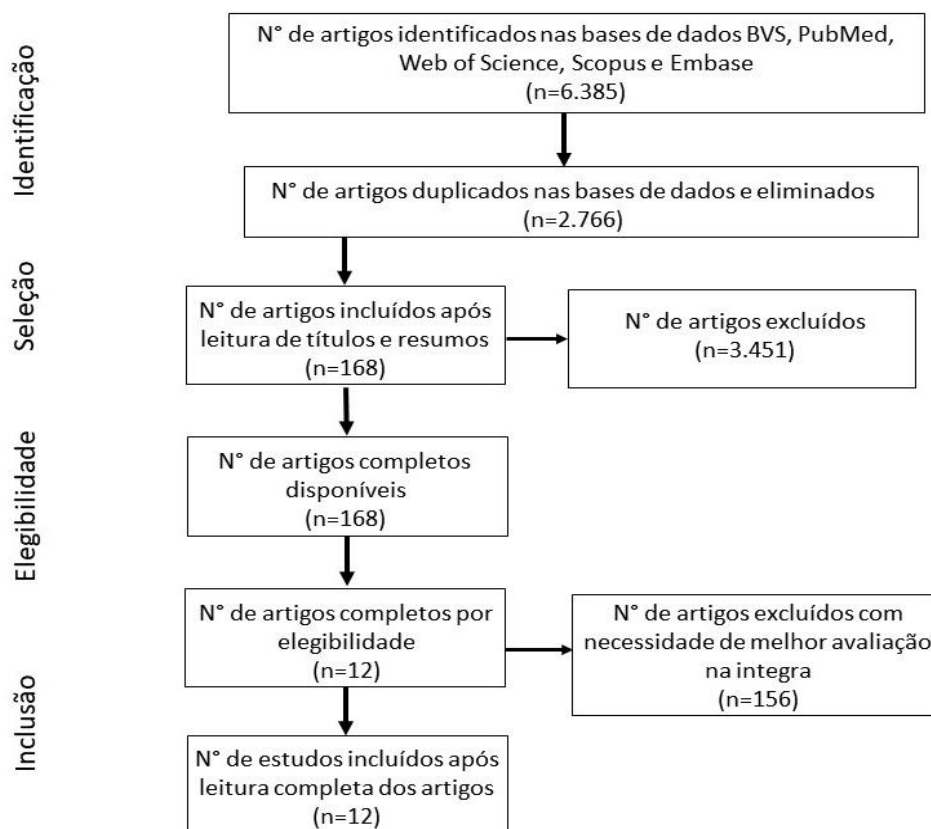 Identificação
N° de artigos identificados nas bases de dados BVS, PubMed,
Web of Science, Scopus e Embase
(n=6.385)
N° de artigos duplicados nas bases de dados e eliminados
(n=2.766)
Seleção
N° de artigos incluídos após
leitura de títulos e resumos
(n=168)
N° de artigos excluídos
(n=3.451)
Elegibilidade
N° de artigos completos
disponíveis
(n=168)
N° de artigos completos por
elegibilidade
(n=12)
N° de artigos excluídos com
necessidade de melhor avaliação
na integra
(n=156)
Inclusão
N° de estudos incluídos após
leitura completa dos artigos
(n=12)